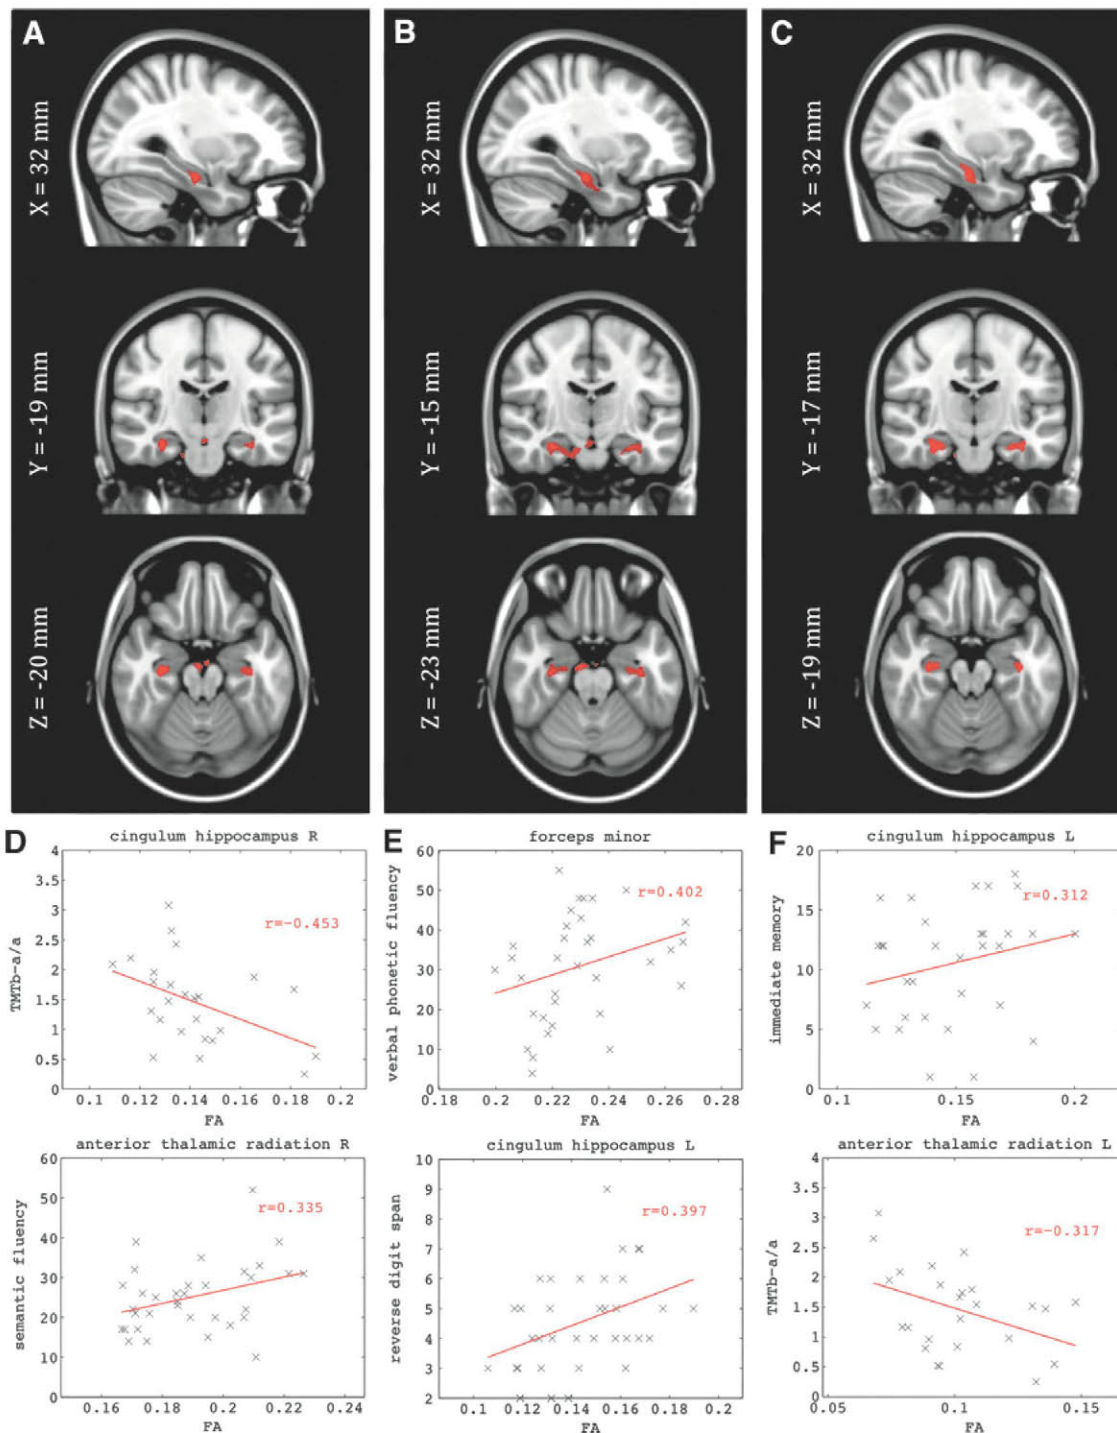 A B C
X = 32 mm X = 32 mm X = 32 mm
Y = -19 mm Y = -15 mm Y = -17 mm
Z = -20 mm Z = -23 mm Z = -19 mm
D
cingulum hippocampus R
r=-0.453
TMTb-a/a
4
3.5
3
2.5
2
1.5
1
0.5
0
0.1 0.12 0.14 0.16 0.18 0.2
FA
E
forceps minor
r=0.402
verbal phonetic fluency
60
50
40
30
20
10
0
0.18 0.2 0.22 0.24 0.26 0.28
FA
F
cingulum hippocampus L
r=0.312
immediate memory
20
15
10
5
0
0.1 0.15 0.2
FA
anterior thalamic radiation R
r=0.335
semantic fluency
60
50
40
30
20
10
0
0.16 0.18 0.2 0.22 0.24
FA
cingulum hippocampus L
r=0.397
reverse digit span
10
9
8
7
6
5
4
3
2
0.1 0.12 0.14 0.16 0.18 0.2
FA
anterior thalamic radiation L
r=-0.317
TMTb-a/a
4
3.5
3
2.5
2
1.5
1
0.5
0
0.05 0.1 0.15
FA